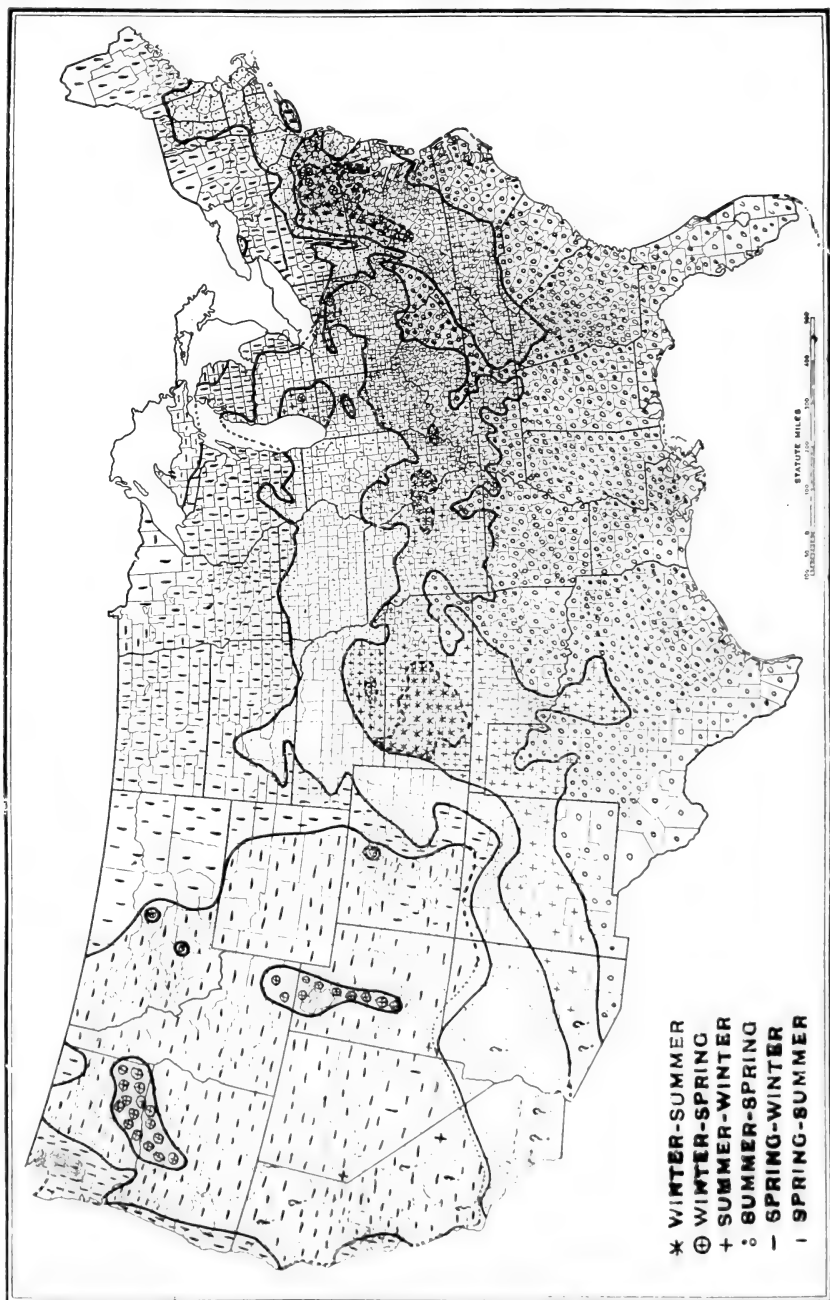 * WINTER-SUMMER
⊕ WINTER-SPRING
+ SUMMER-WINTER
° SUMMER-SPRING
– SPRING-WINTER
ı SPRING-SUMMER
STATUTE MILES